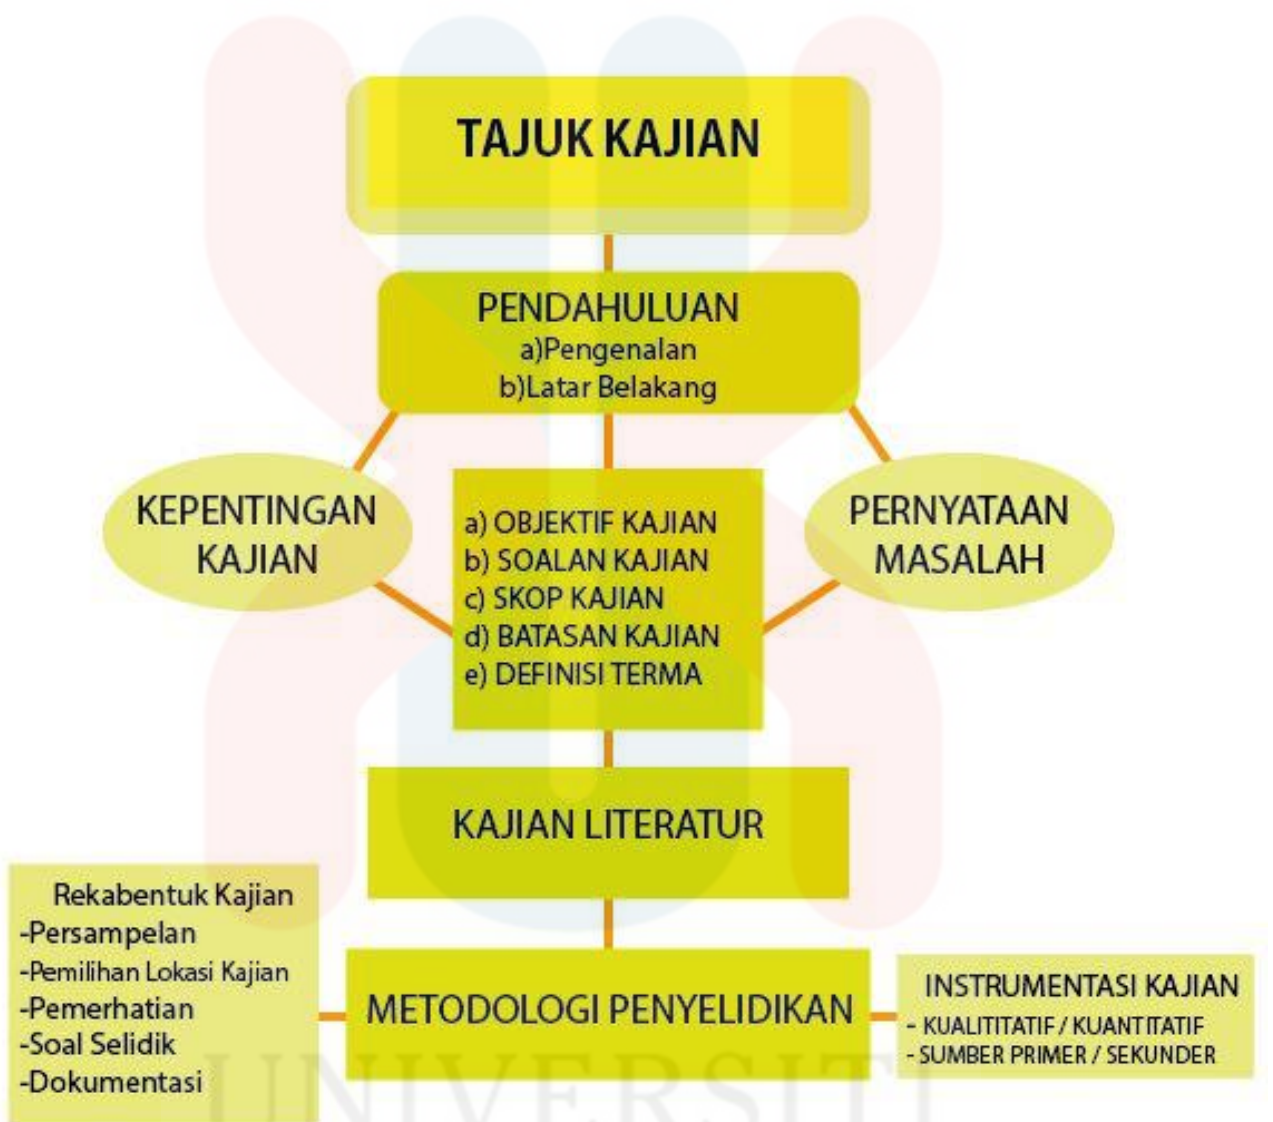 TAJUK KAJIAN
PENDAHULUAN
a)Pengenalan
b)Latar Belakang
KEPENTINGAN
KAJIAN
a) OBJEKTIF KAJIAN
b) SOALAN KAJIAN
c) SKOP KAJIAN
d) BATASAN KAJIAN
e) DEFINISI TERMA
PERNYATAAN
MASALAH
KAJIAN LITERATUR
Rekabentuk Kajian
-Persampelan
-Pemilihan Lokasi Kajian
-Pemerhatian
-Soal Selidik
-Dokumentasi
METODOLOGI PENYELIDIKAN
INSTRUMENTASI KAJIAN
- KUALITITATIF / KUANTITATIF
- SUMBER PRIMER / SEKUNDER
UNIVERSITI